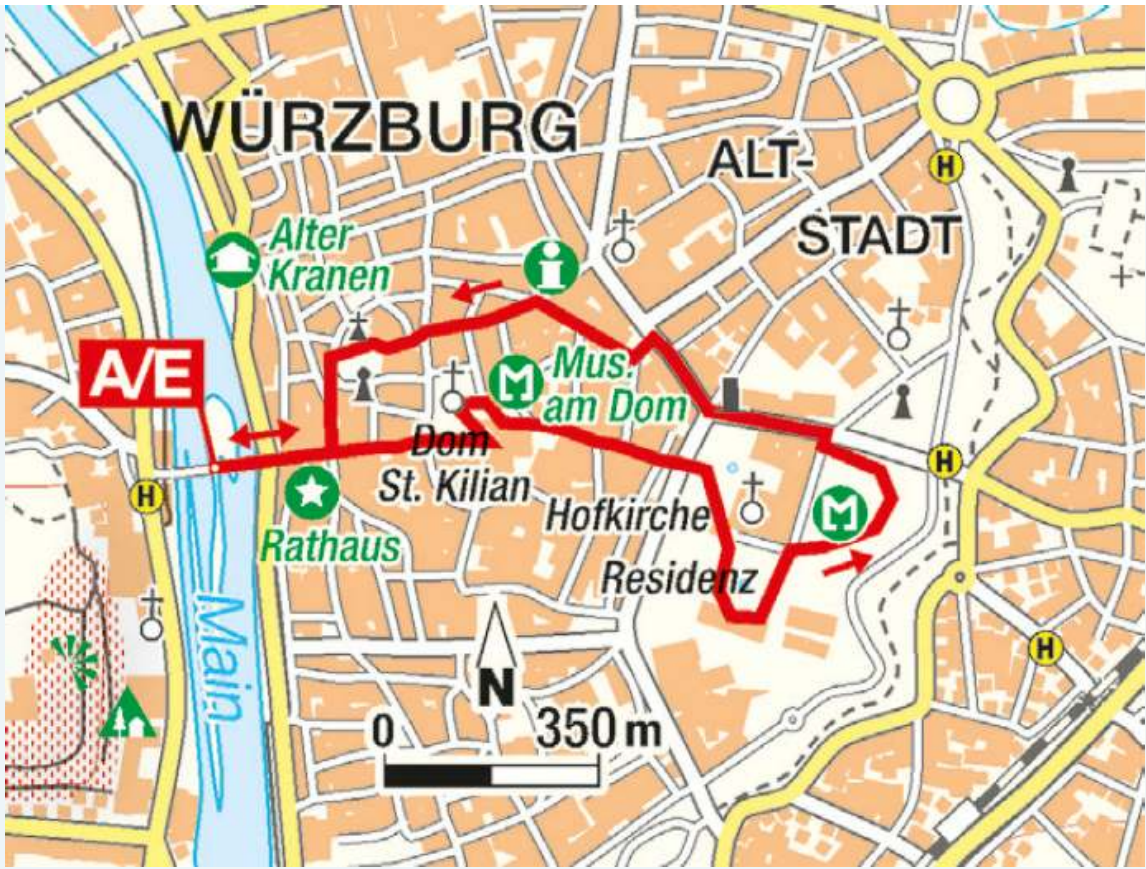 WÜRZBURG
ALT-
STADT
H
Alter
Kranen
i
A/E
M
Mus.
am Dom
Dom
St. Kilian
H
H
Rathaus
Hofkirche
M
Residenz
Main
H
N
0 350 m